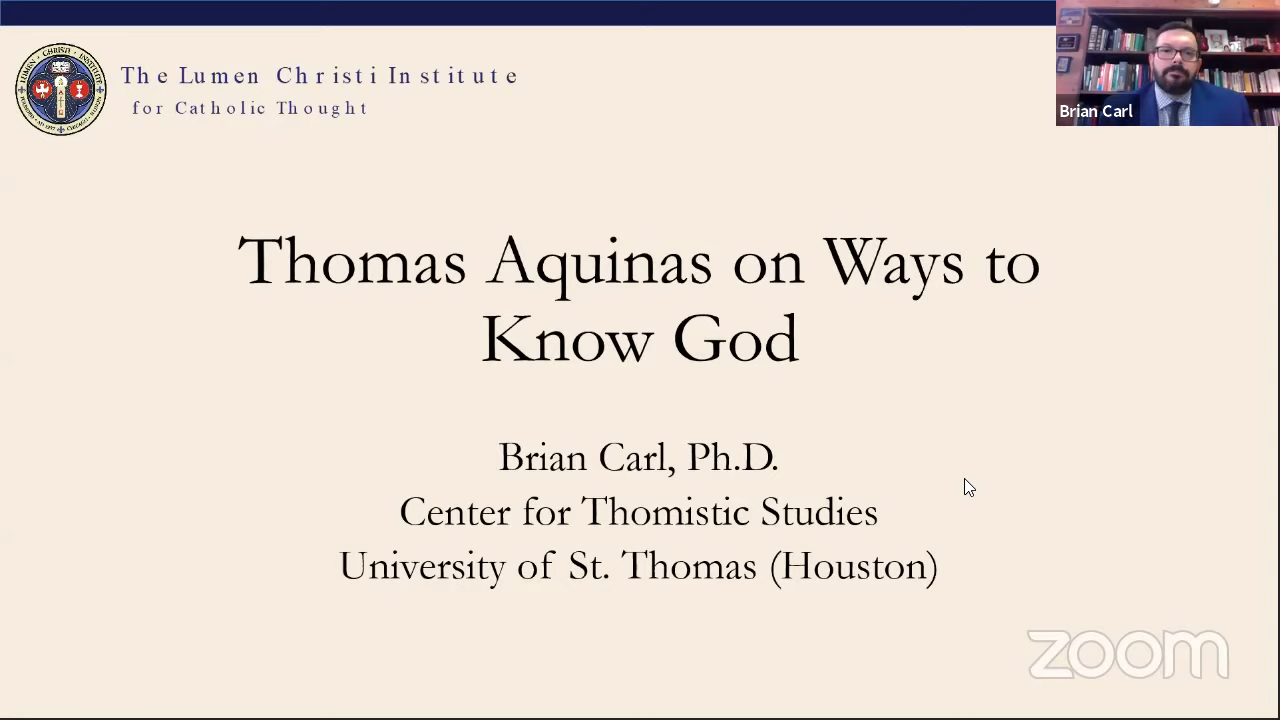 The Lumen Christi Institute
for Catholic Thought
Brian Carl
Thomas Aquinas on Ways to
Know God
Brian Carl, Ph.D.
Center for Thomistic Studies
University of St. Thomas (Houston)
zoom